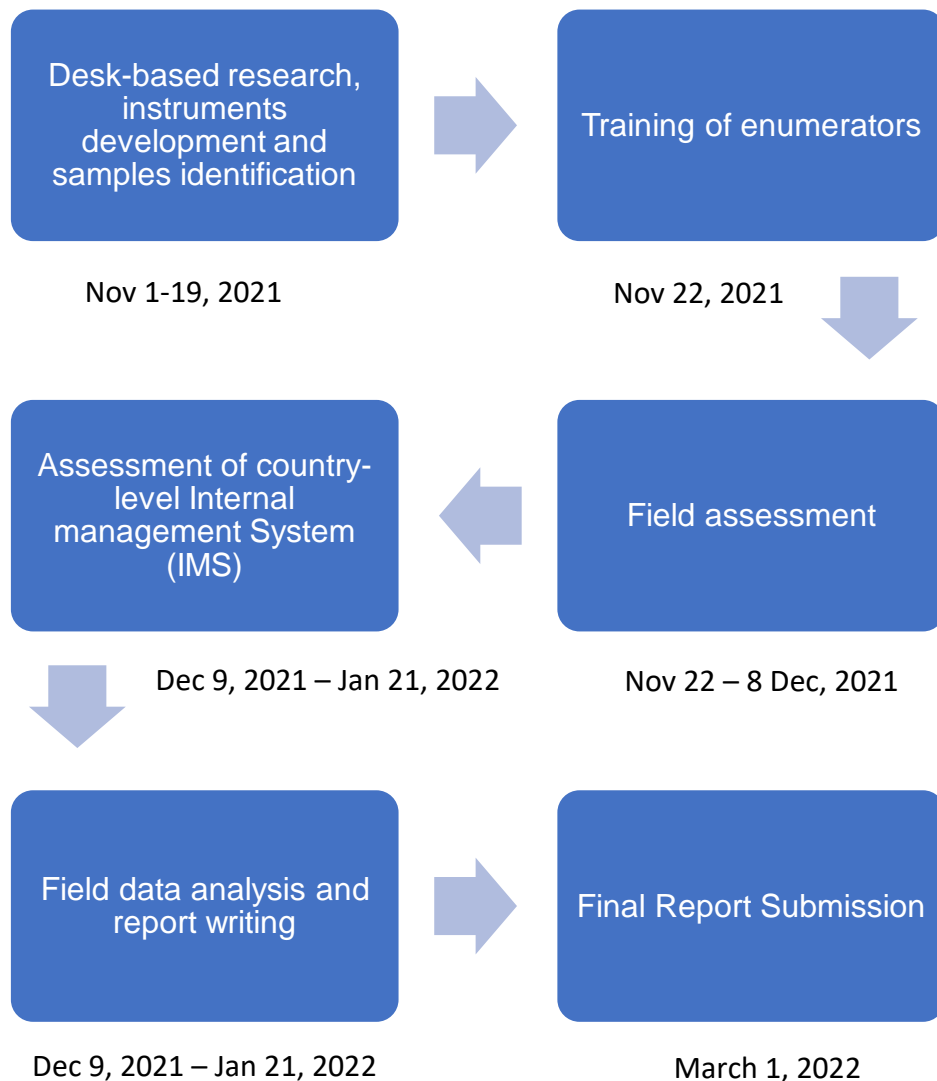 Desk-based research,
instruments
development and
samples identification
Nov 1-19, 2021
Training of enumerators
Nov 22, 2021
Field assessment
Nov 22 – 8 Dec, 2021
Assessment of country-
level Internal
management System
(IMS)
Dec 9, 2021 – Jan 21, 2022
Field data analysis and
report writing
Dec 9, 2021 – Jan 21, 2022
Final Report Submission
March 1, 2022